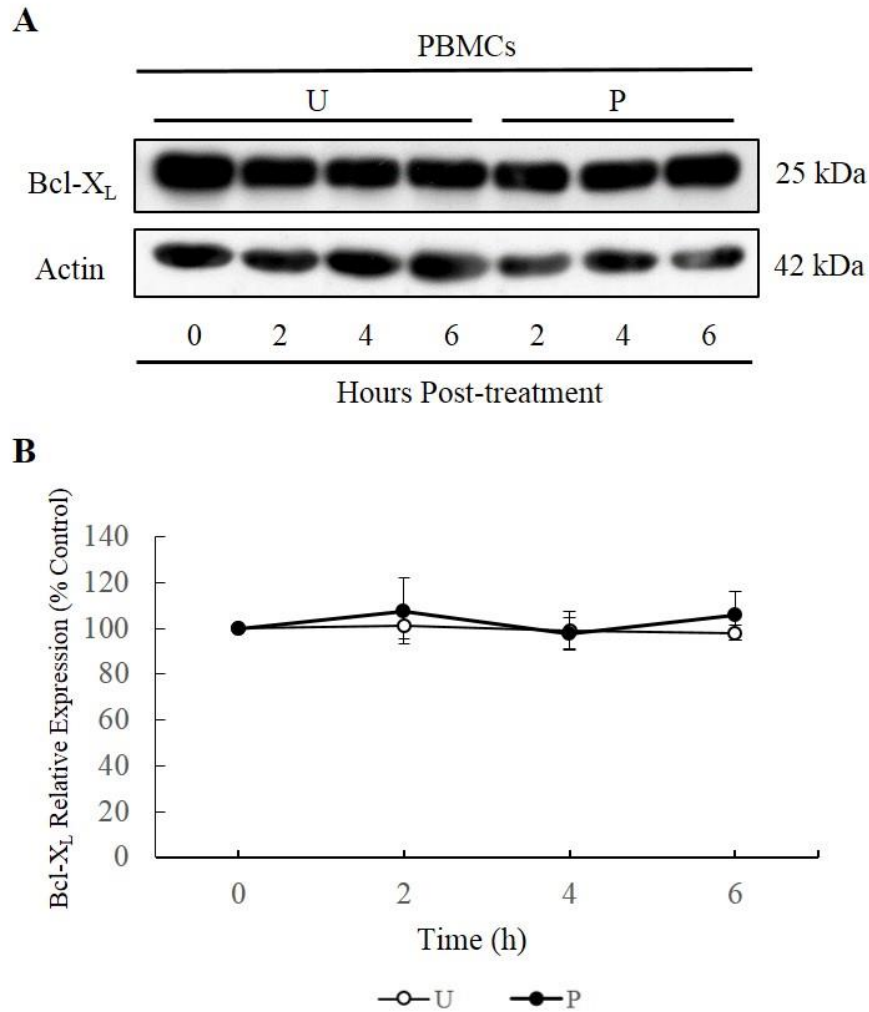 A
PBMCs
U P
Bcl-XL 25 kDa
Actin 42 kDa
0 2 4 6 2 4 6
Hours Post-treatment
B
Bcl-XL Relative Expression (% Control)
140
120
100
80
60
40
20
0
0 2 4 6
Time (h)
U P